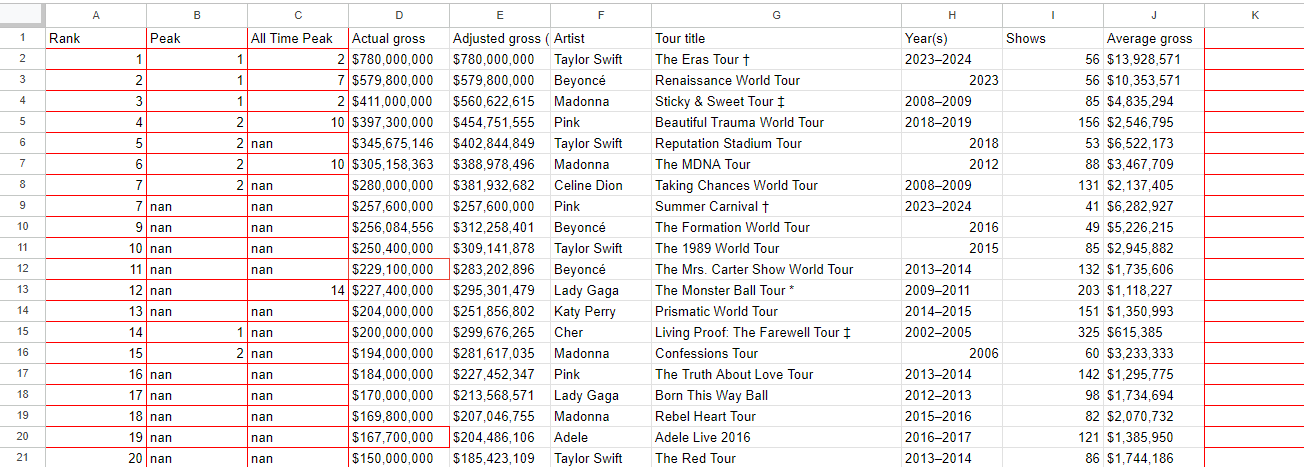 A B C D E F G H I J K
1 Rank Peak All Time Peak Actual gross Adjusted gross ( Artist Tour title Year(s) Shows Average gross
2 1 1 2 $780,000,000 $780,000,000 Taylor Swift The Eras Tour † 2023–2024 56 $13,928,571
3 2 1 7 $579,800,000 $579,800,000 Beyoncé Renaissance World Tour 2023 56 $10,353,571
4 3 1 2 $411,000,000 $560,622,615 Madonna Sticky & Sweet Tour ‡ 2008–2009 85 $4,835,294
5 4 2 10 $397,300,000 $454,751,555 Pink Beautiful Trauma World Tour 2018–2019 156 $2,546,795
6 5 2 nan $345,675,146 $402,844,849 Taylor Swift Reputation Stadium Tour 2018 53 $6,522,173
7 6 2 10 $305,158,363 $388,978,496 Madonna The MDNA Tour 2012 88 $3,467,709
8 7 2 nan $280,000,000 $381,932,682 Celine Dion Taking Chances World Tour 2008–2009 131 $2,137,405
9 7 nan nan $257,600,000 $257,600,000 Pink Summer Carnival † 2023–2024 41 $6,282,927
10 9 nan nan $256,084,556 $312,258,401 Beyoncé The Formation World Tour 2016 49 $5,226,215
11 10 nan nan $250,400,000 $309,141,878 Taylor Swift The 1989 World Tour 2015 85 $2,945,882
12 11 nan nan $229,100,000 $283,202,896 Beyoncé The Mrs. Carter Show World Tour 2013–2014 132 $1,735,606
13 12 nan 14 $227,400,000 $295,301,479 Lady Gaga The Monster Ball Tour * 2009–2011 203 $1,118,227
14 13 nan nan $204,000,000 $251,856,802 Katy Perry Prismatic World Tour 2014–2015 151 $1,350,993
15 14 1 nan $200,000,000 $299,676,265 Cher Living Proof: The Farewell Tour ‡ 2002–2005 325 $615,385
16 15 2 nan $194,000,000 $281,617,035 Madonna Confessions Tour 2006 60 $3,233,333
17 16 nan nan $184,000,000 $227,452,347 Pink The Truth About Love Tour 2013–2014 142 $1,295,775
18 17 nan nan $170,000,000 $213,568,571 Lady Gaga Born This Way Ball 2012–2013 98 $1,734,694
19 18 nan nan $169,800,000 $207,046,755 Madonna Rebel Heart Tour 2015–2016 82 $2,070,732
20 19 nan nan $167,700,000 $204,486,106 Adele Adele Live 2016 2016–2017 121 $1,385,950
21 20 nan nan $150,000,000 $185,423,109 Taylor Swift The Red Tour 2013–2014 86 $1,744,186